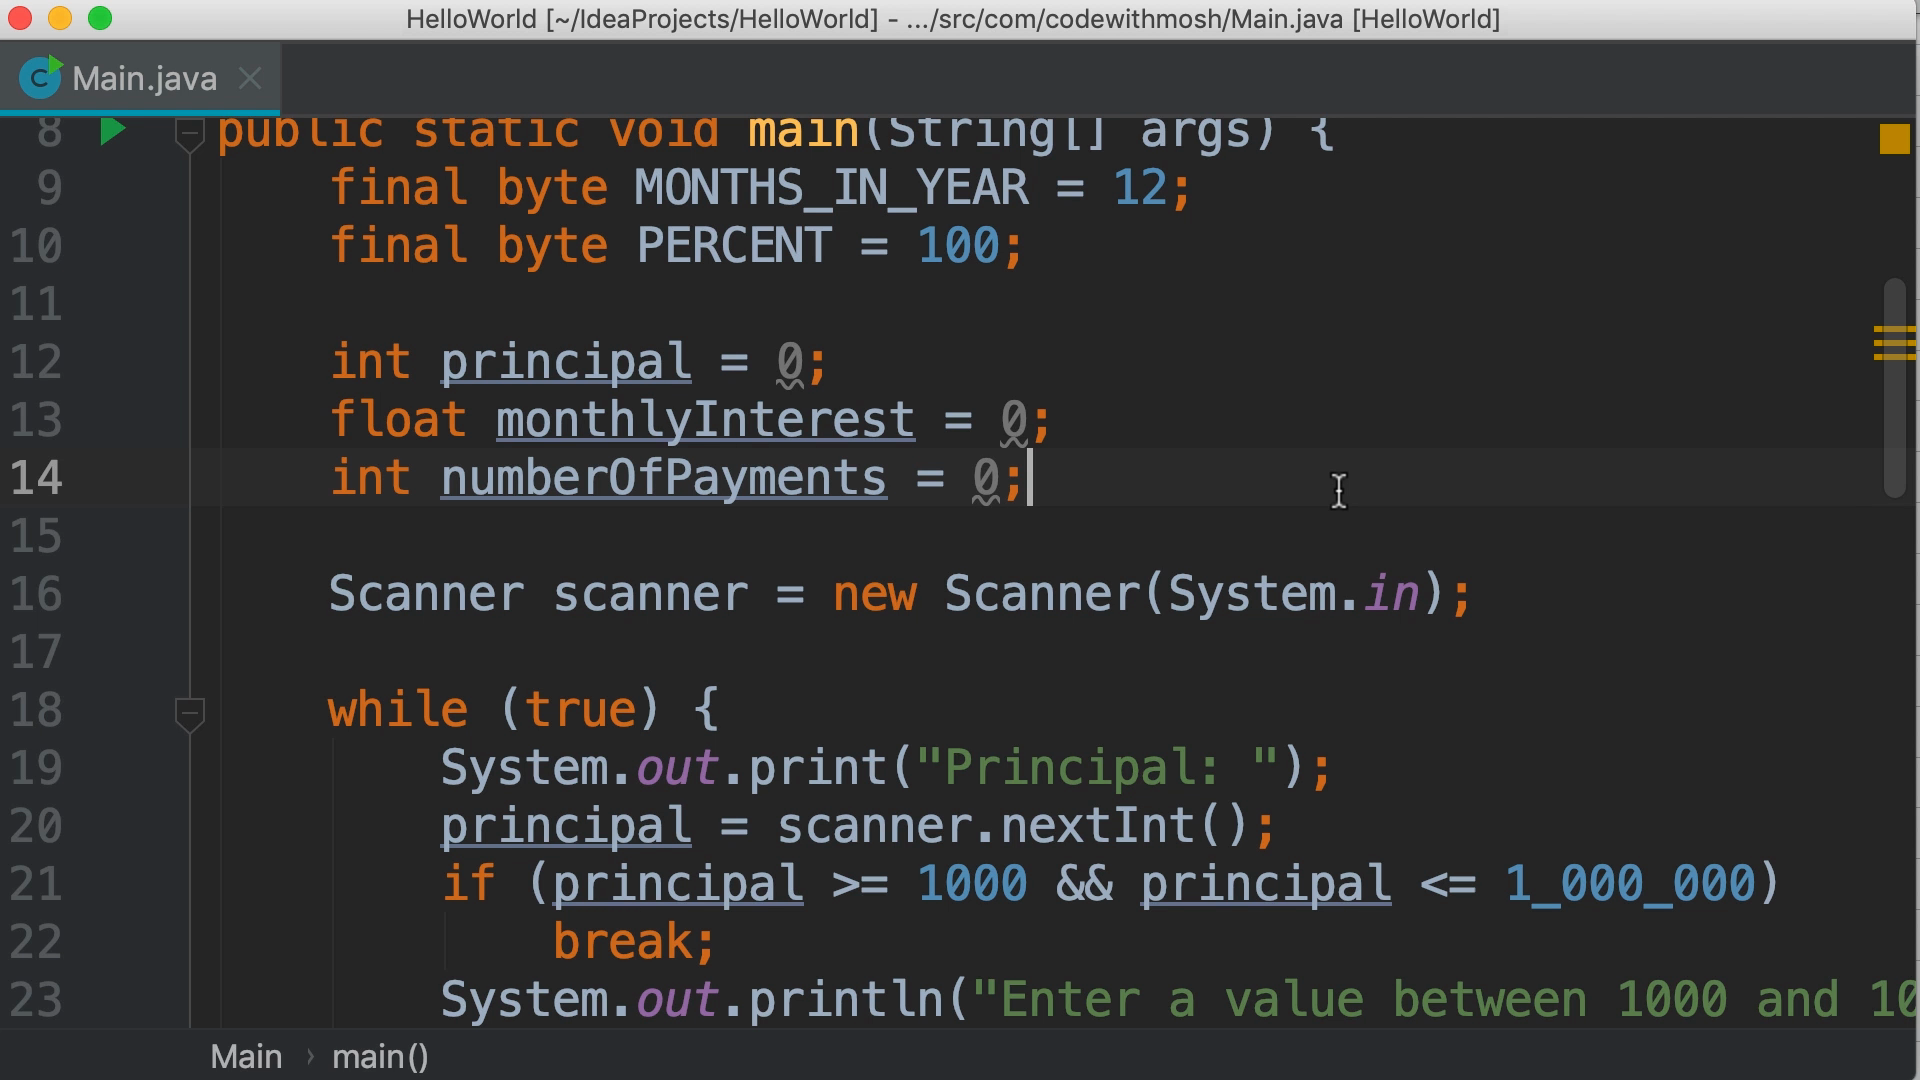 HelloWorld [~/IdeaProjects/HelloWorld] - .../src/com/codewithmosh/Main.java [HelloWorld]
Main.java
8 public static void main(String[] args) {
9 final byte MONTHS_IN_YEAR = 12;
10 final byte PERCENT = 100;
11
12 int principal = 0;
13 float monthlyInterest = 0;
14 int numberOfPayments = 0;
15
16 Scanner scanner = new Scanner(System.in);
17
18 while (true) {
19 System.out.print("Principal: ");
20 principal = scanner.nextInt();
21 if (principal >= 1000 && principal <= 1_000_000)
22 break;
23 System.out.println("Enter a value between 1000 and 10
Main › main()